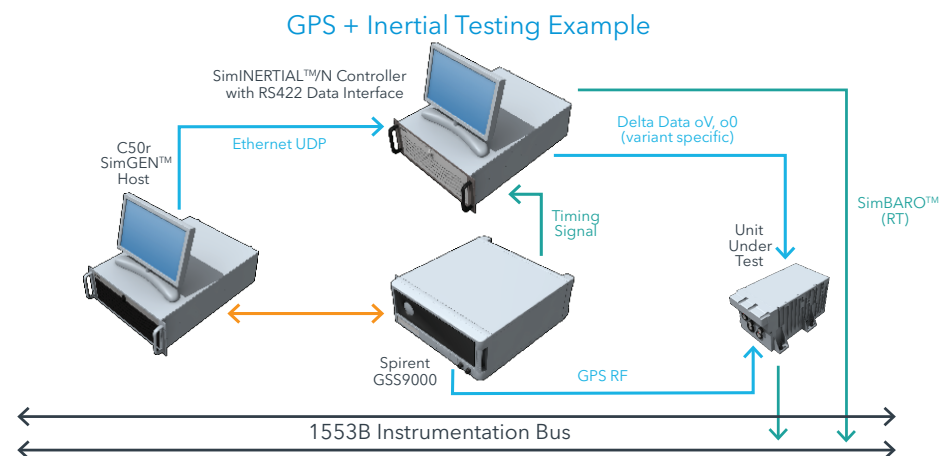 GPS + Inertial Testing Example
SimINERTIAL™/N Controller
with RS422 Data Interface
C50r
SimGEN™
Host
Ethernet UDP
Delta Data oV, o0
(variant specific)
SimBARO™
(RT)
Timing
Signal
Unit
Under
Test
Spirent
GSS9000
GPS RF
1553B Instrumentation Bus